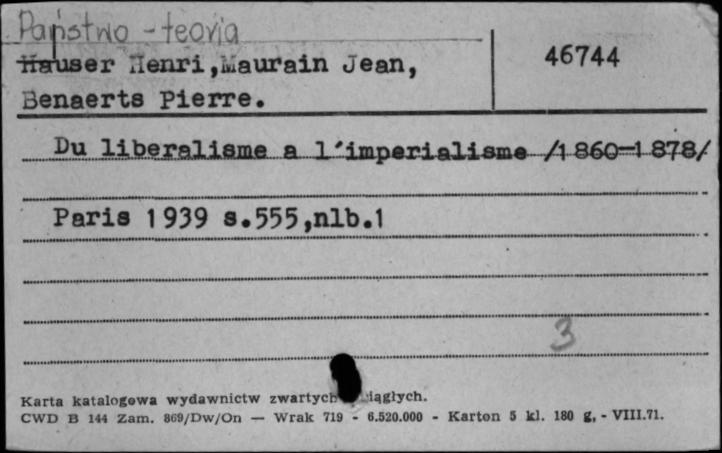 Państwo - teoria
Hauser Henri,Maurain Jean,
46744
Benaerts Pierre.
Du liberalisme a l´imperialisme /1860-1878/
Paris 1939 s.555,nlb.1
3
Karta katalogowa wydawnictw zwartych ciągłych.
CWD B 144 Zam. 869/Dw/On — Wrak 719 - 6.520.000 - Karton 5 kl. 180 g, - VIII.71.